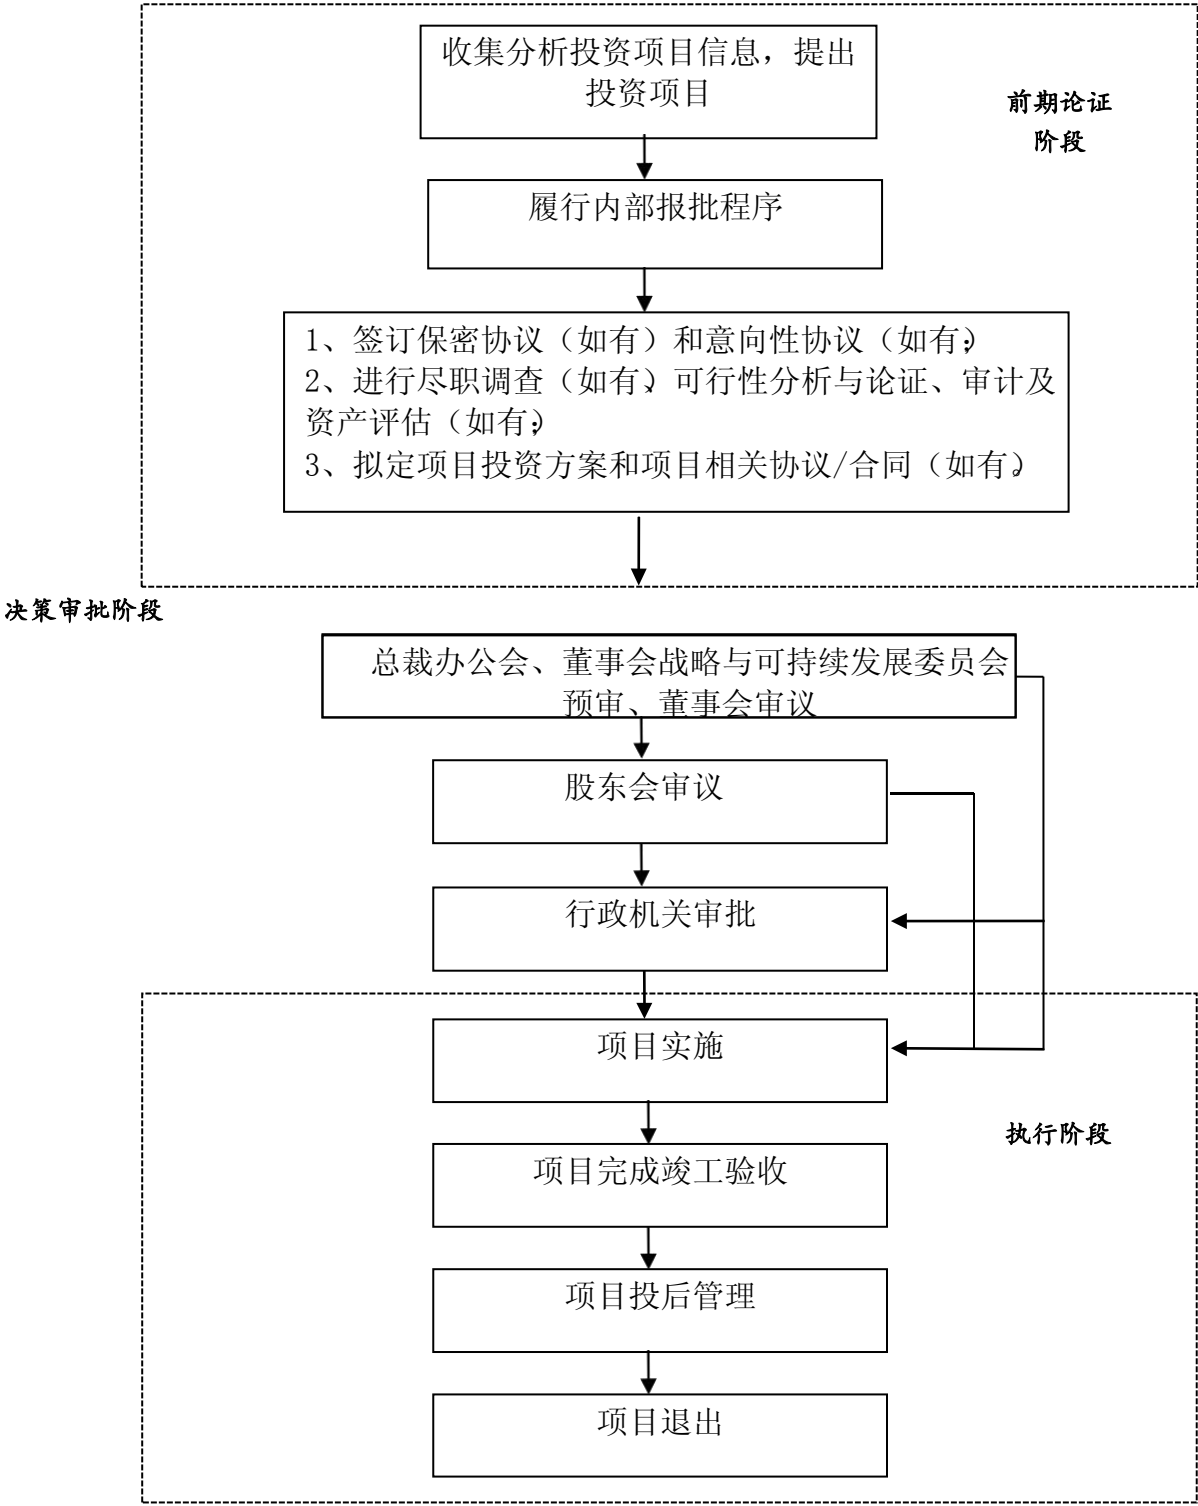 收集分析投资项目信息，提出
投资项目
前期论证
阶段
履行内部报批程序
1、签订保密协议（如有）和意向性协议（如有）；
2、进行尽职调查（如有）、可行性分析与论证、审计及
资产评估（如有）；
3、拟定项目投资方案和项目相关协议/合同（如有）。
决策审批阶段
总裁办公会、董事会战略与可持续发展委员会
预审、董事会审议
股东会审议
行政机关审批
项目实施
执行阶段
项目完成竣工验收
项目投后管理
项目退出